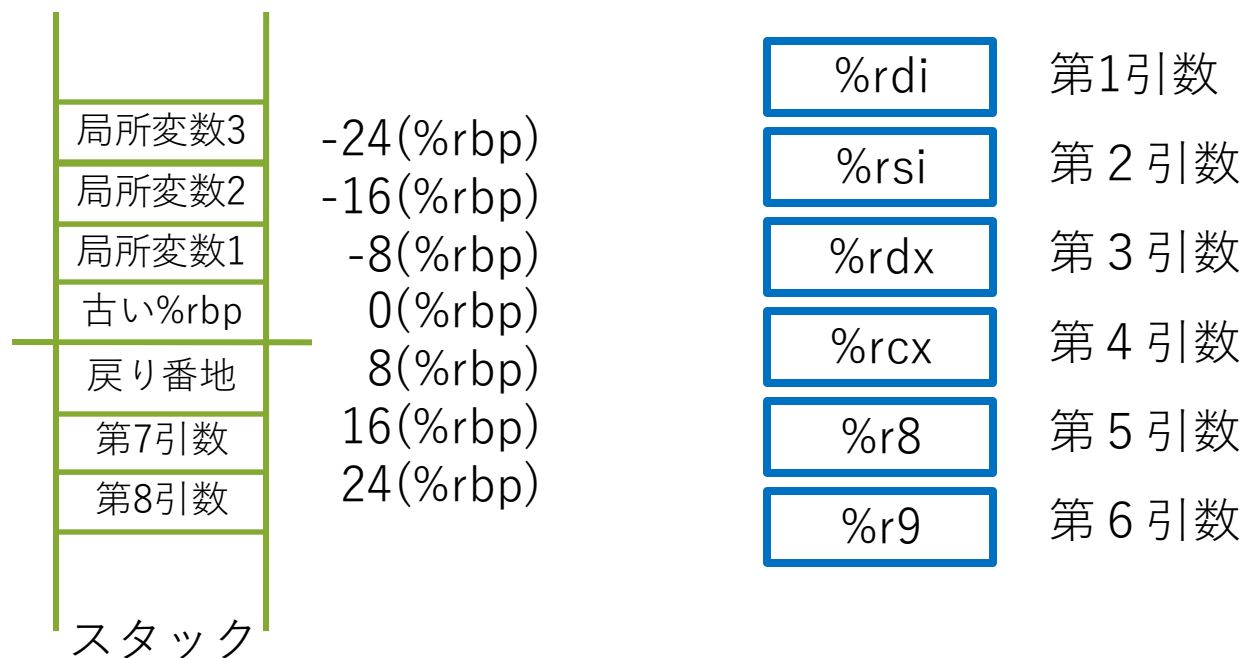 局所変数3
局所変数2
局所変数1
古い%rbp
戻り番地
第7引数
第8引数
スタック
-24(%rbp)
-16(%rbp)
-8(%rbp)
0(%rbp)
8(%rbp)
16(%rbp)
24(%rbp)
%rdi 第1引数
%rsi 第２引数
%rdx 第３引数
%rcx 第４引数
%r8 第５引数
%r9 第６引数